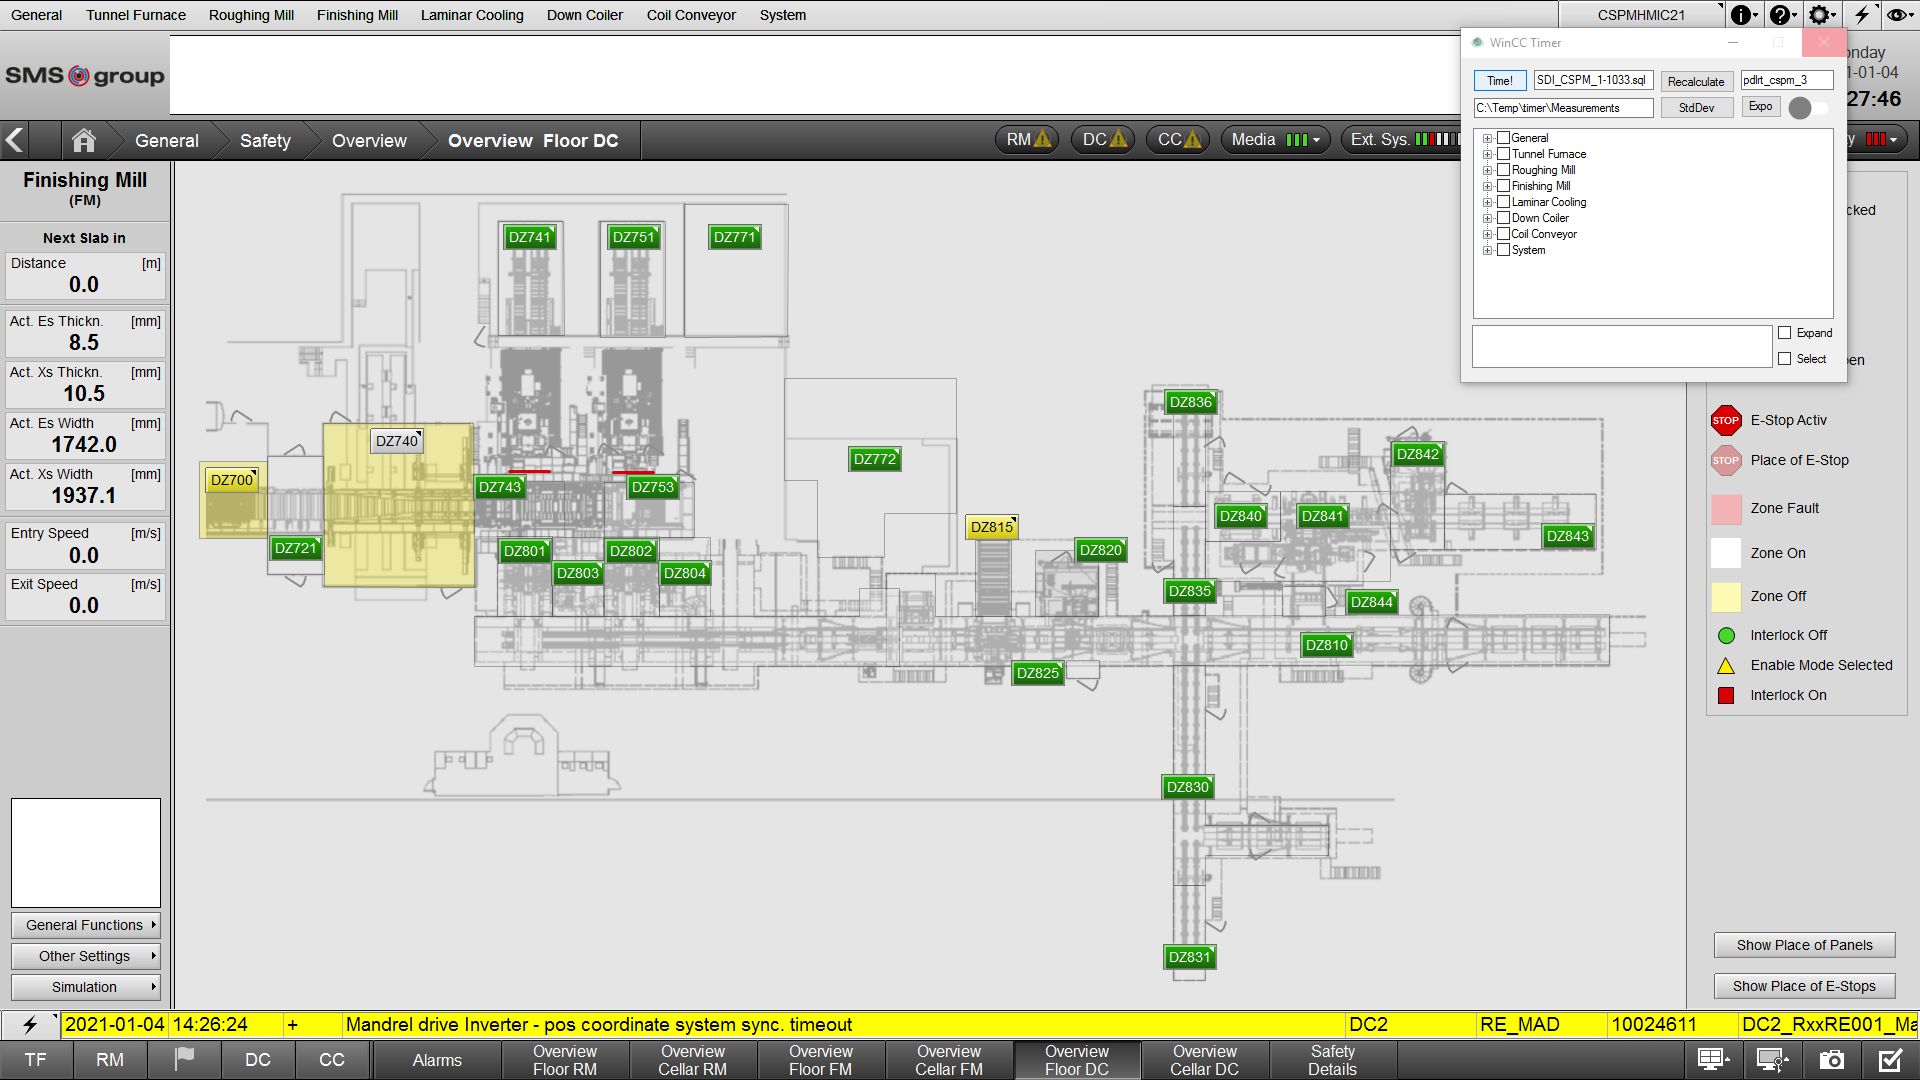 General Tunnel Furnace Roughing Mill Finishing Mill Laminar Cooling Down Coiler Coil Conveyor System CSPMHMIC21
SMS group
onday
1-01-04
27:46
General Safety Overview Overview Floor DC RM DC CC Media Ext. Sys. y
WinCC Timer
Time! SDI_CSPM_1-1033.sql Recalculate pdlrt_cspm_3
C:\Temp\timer\Measurements StdDev Expo
General
Tunnel Furnace
Roughing Mill
Finishing Mill
Laminar Cooling
Down Coiler
Coil Conveyor
System
Expand
Select
Finishing Mill
(FM)
Next Slab in
Distance [m]
0.0
Act. Es Thickn. [mm]
8.5
Act. Xs Thickn. [mm]
10.5
Act. Es Width [mm]
1742.0
Act. Xs Width [mm]
1937.1
Entry Speed [m/s]
0.0
Exit Speed [m/s]
0.0
General Functions
Other Settings
Simulation
DZ741 DZ751 DZ771
DZ836
DZ740 DZ772 DZ842
DZ700 DZ743 DZ753
DZ815 DZ840 DZ841 DZ843
DZ721 DZ801 DZ802 DZ820
DZ803 DZ804
DZ835 DZ844
DZ810
DZ825
DZ830
DZ831
cked
en
STOP E-Stop Activ
STOP Place of E-Stop
Zone Fault
Zone On
Zone Off
Interlock Off
Enable Mode Selected
Interlock On
Show Place of Panels
Show Place of E-Stops
2021-01-04 14:26:24 + Mandrel drive Inverter - pos coordinate system sync. timeout DC2 RE_MAD 10024611 DC2_RxxRE001_Ma
TF RM DC CC Alarms
Overview Floor RM
Overview Cellar RM
Overview Floor FM
Overview Cellar FM
Overview Floor DC
Overview Cellar DC
Safety Details